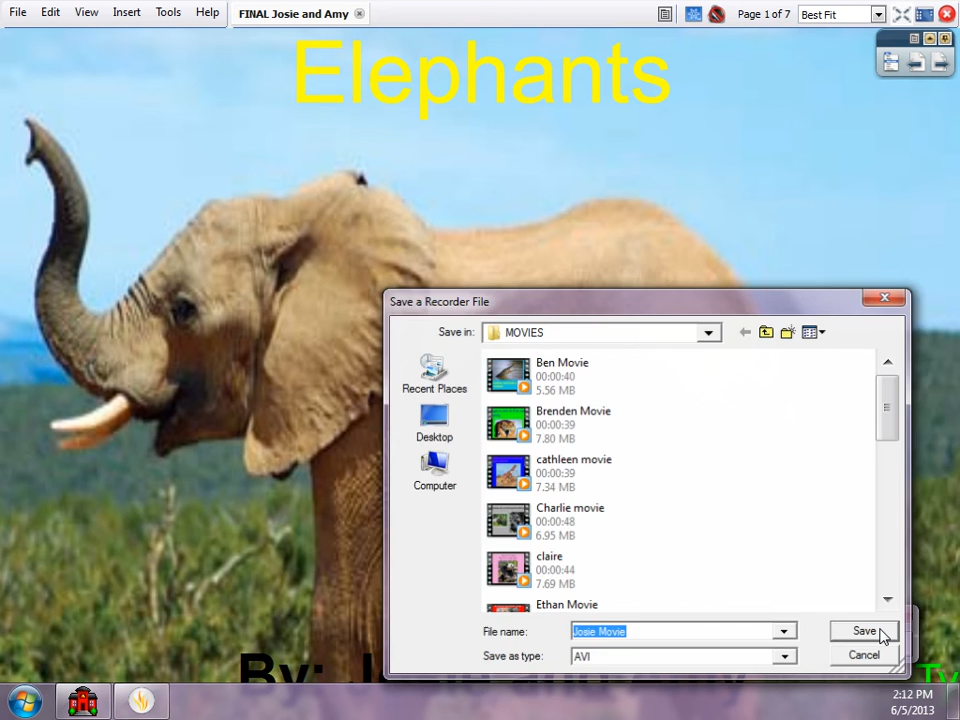 File Edit View Insert Tools Help FINAL Josie and Amy Page 1 of 7 Best Fit
Elephants
Save a Recorder File
Save in: MOVIES
Recent Places
Desktop
Computer
Ben Movie
00:00:40
5.56 MB
Brenden Movie
00:00:39
7.80 MB
cathleen movie
00:00:39
7.34 MB
Charlie movie
00:00:48
6.95 MB
claire
00:00:44
7.69 MB
Ethan Movie
File name: Josie Movie Save
Save as type: AVI Cancel
By: J
Ty
2:12 PM
6/5/2013